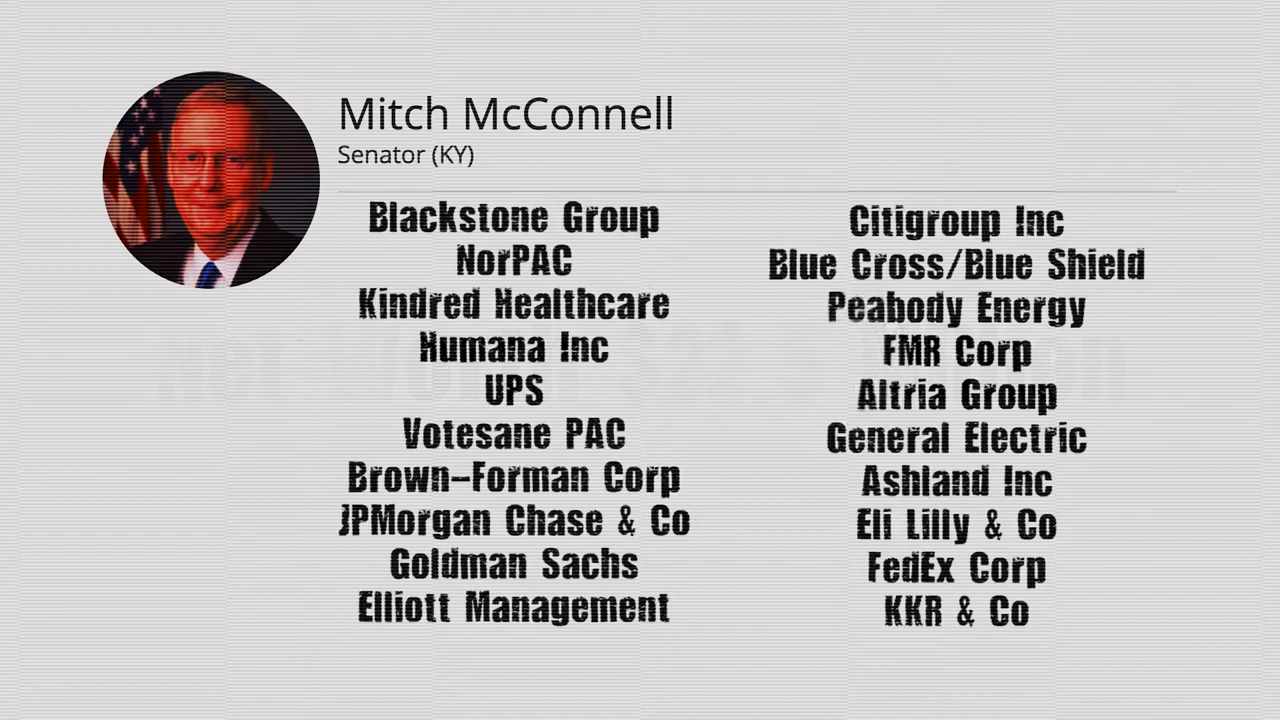 Mitch McConnell
Senator (KY)
Blackstone Group
NorPAC
Kindred Healthcare
Humana Inc
UPS
Votesane PAC
Brown-Forman Corp
JPMorgan Chase & Co
Goldman Sachs
Elliott Management
Citigroup Inc
Blue Cross/Blue Shield
Peabody Energy
FMR Corp
Altria Group
General Electric
Ashland Inc
Eli Lilly & Co
FedEx Corp
KKR & Co